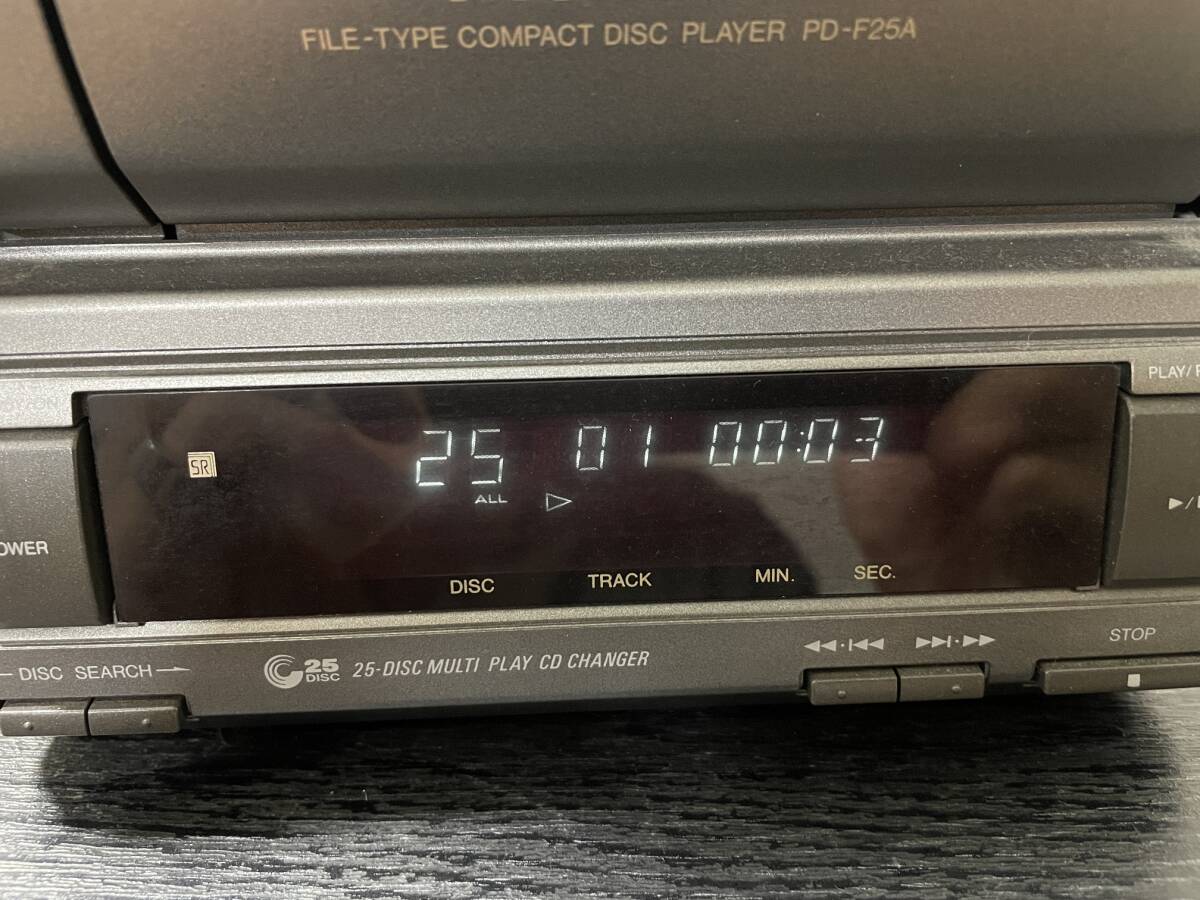 FILE-TYPE COMPACT DISC PLAYER PD-F25A
PLAY/
SR
25 01 00:03
ALL
DISC TRACK MIN. SEC.
DISC SEARCH
25 DISC
25-DISC MULTI PLAY CD CHANGER
STOP